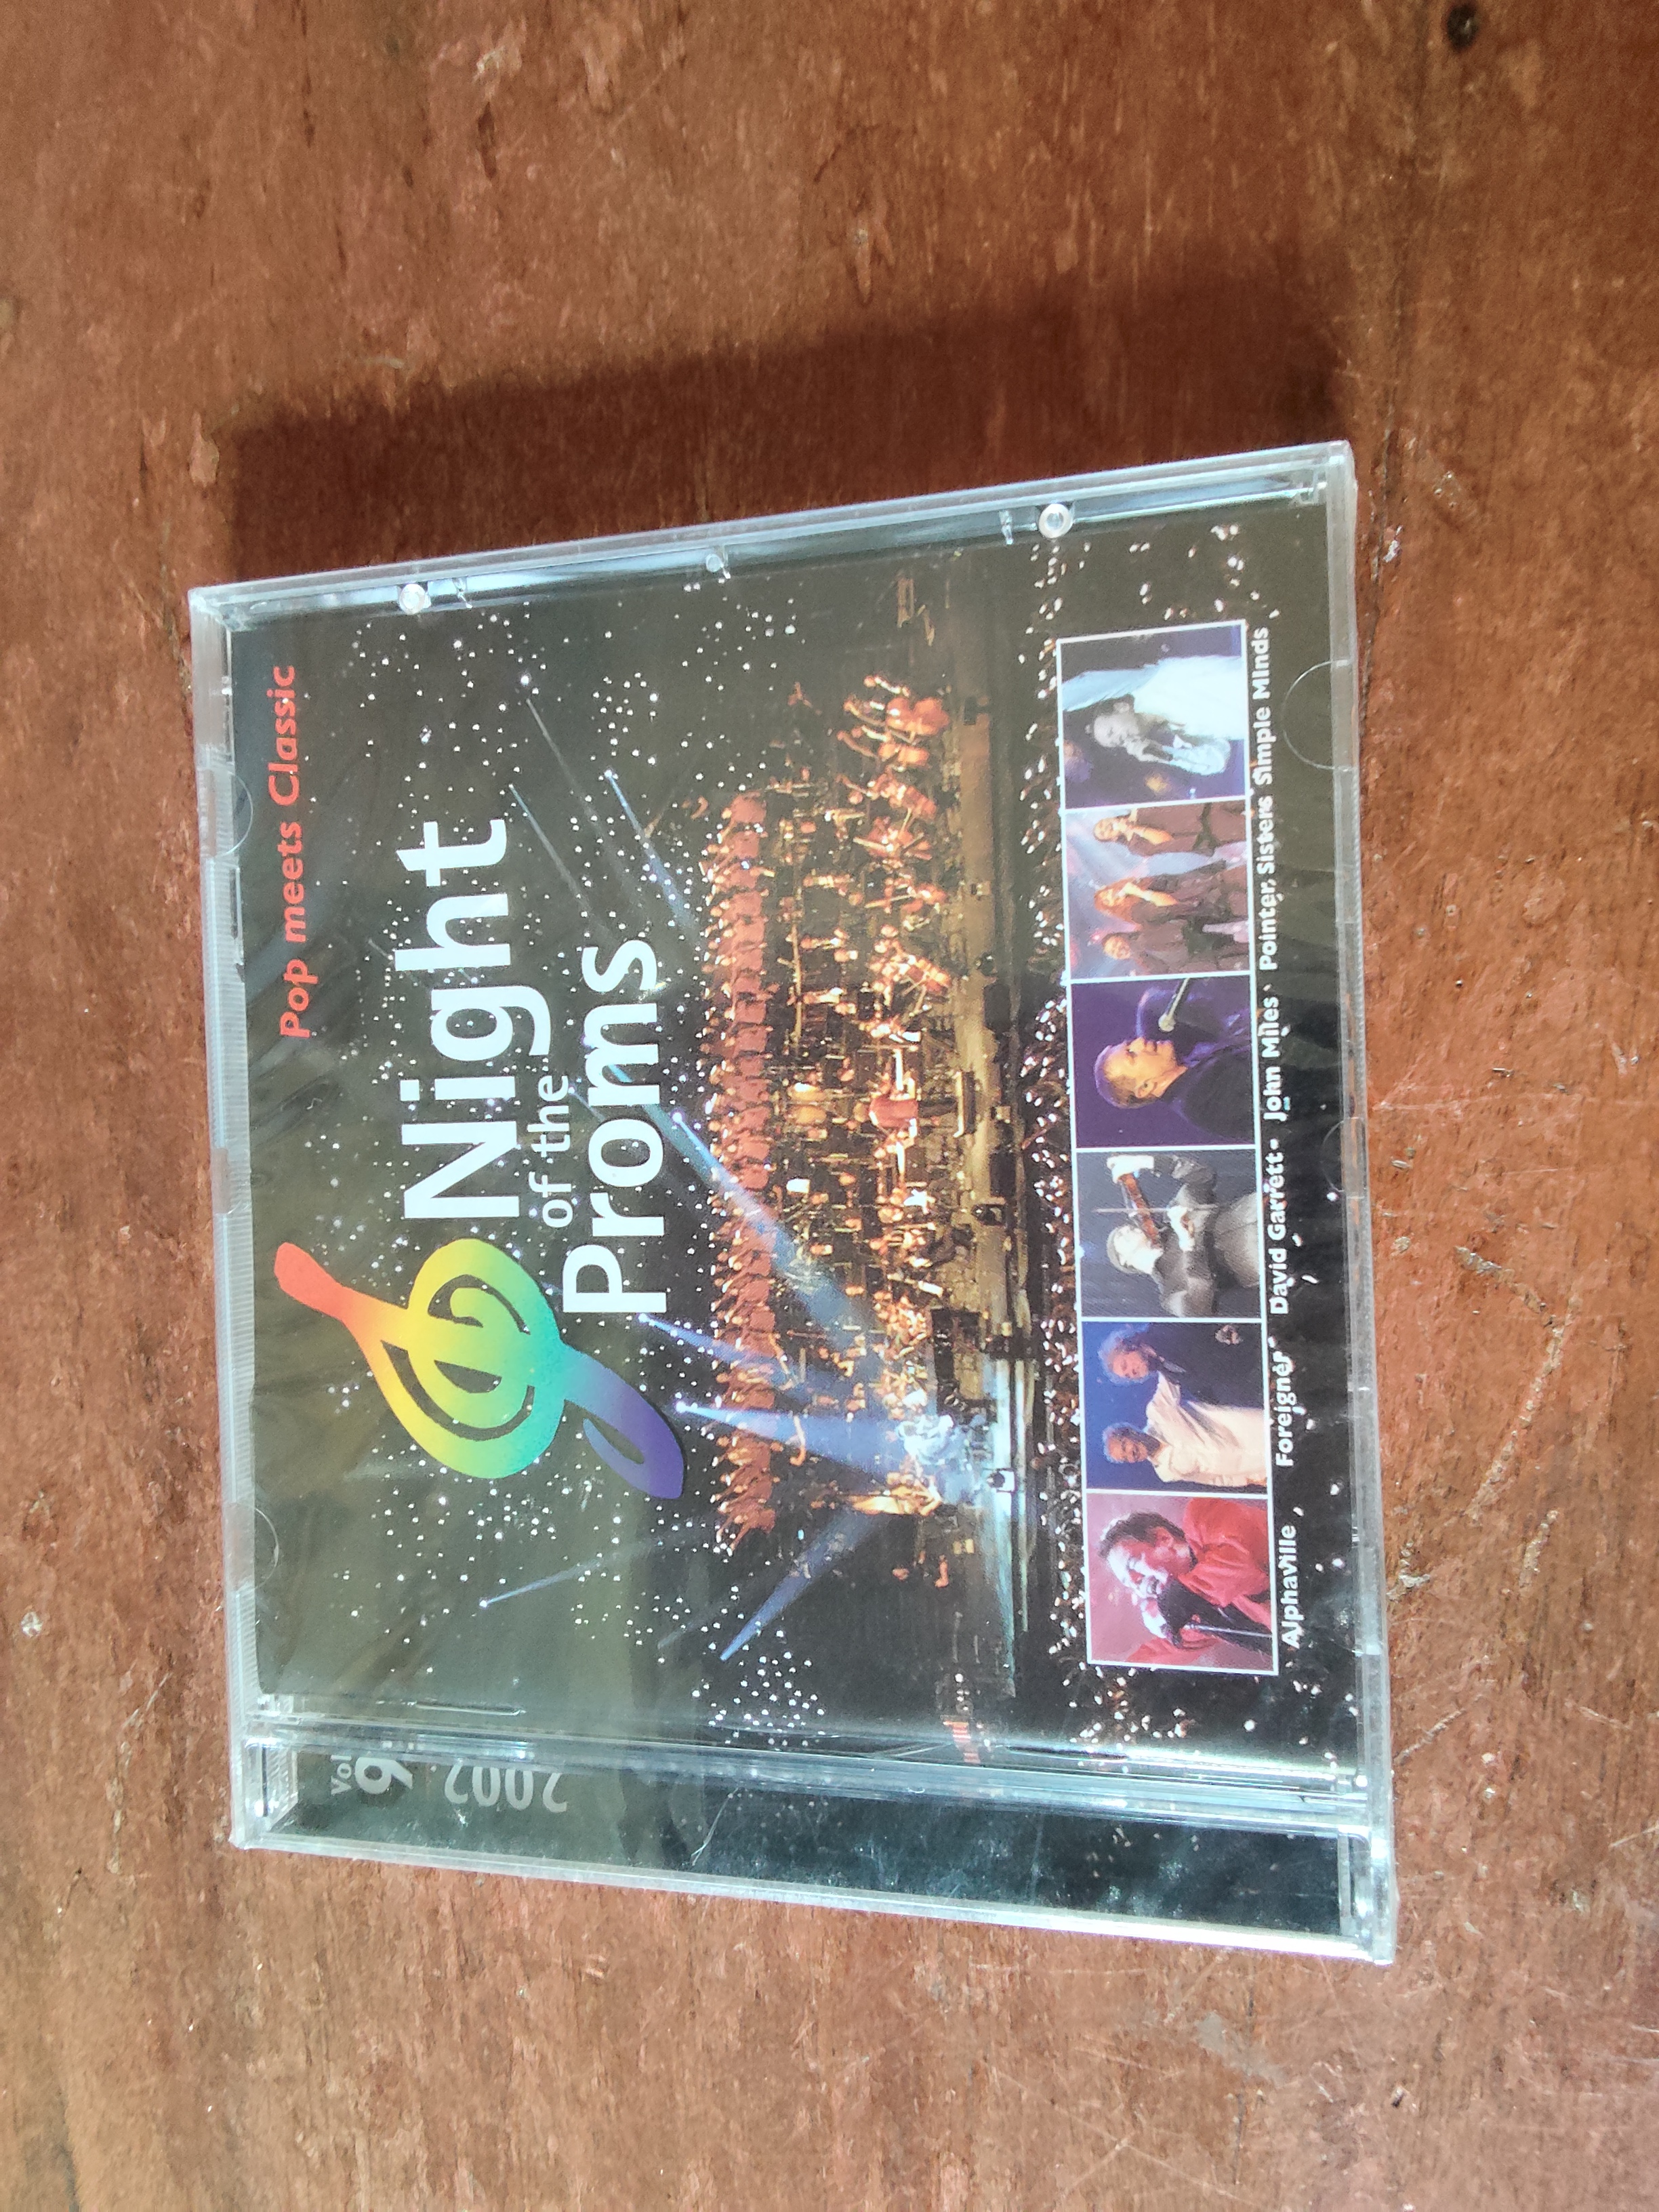 Pop meets Classic
Night
of the
Proms
Vol
9.
2002
Alphaville Foreigner David Garrett • John Miles • Pointer Sisters Simple Minds